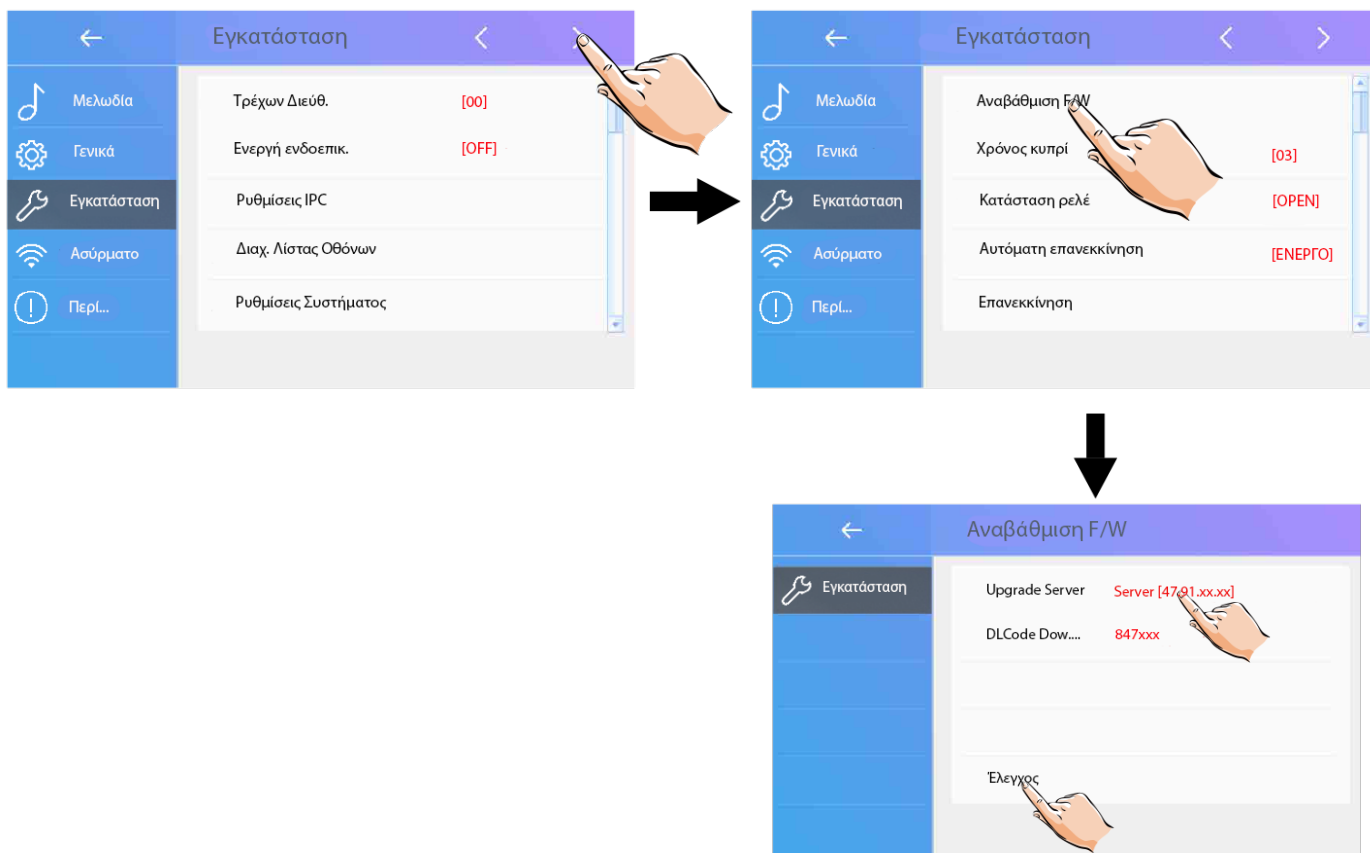 Εγκατάσταση
Μελωδία
Γενικά
Εγκατάσταση
Ασύρματο
Περί...
Τρέχων Διεύθ. [00]
Ενεργή ενδοεπικ. [OFF]
Ρυθμίσεις IPC
Διαχ. Λίστας Οθόνων
Ρυθμίσεις Συστήματος
Εγκατάσταση
Μελωδία
Γενικά
Εγκατάσταση
Ασύρματο
Περί...
Αναβάθμιση F/W
Χρόνος κυπρί [03]
Κατάσταση ρελέ [OPEN]
Αυτόματη επανεκκίνηση [ΕΝΕΡΓΟ]
Επανεκκίνηση
Αναβάθμιση F/W
Εγκατάσταση
Upgrade Server Server [47.91.xx.xx]
DLCode Dow.... 847xxx
Έλεγχος